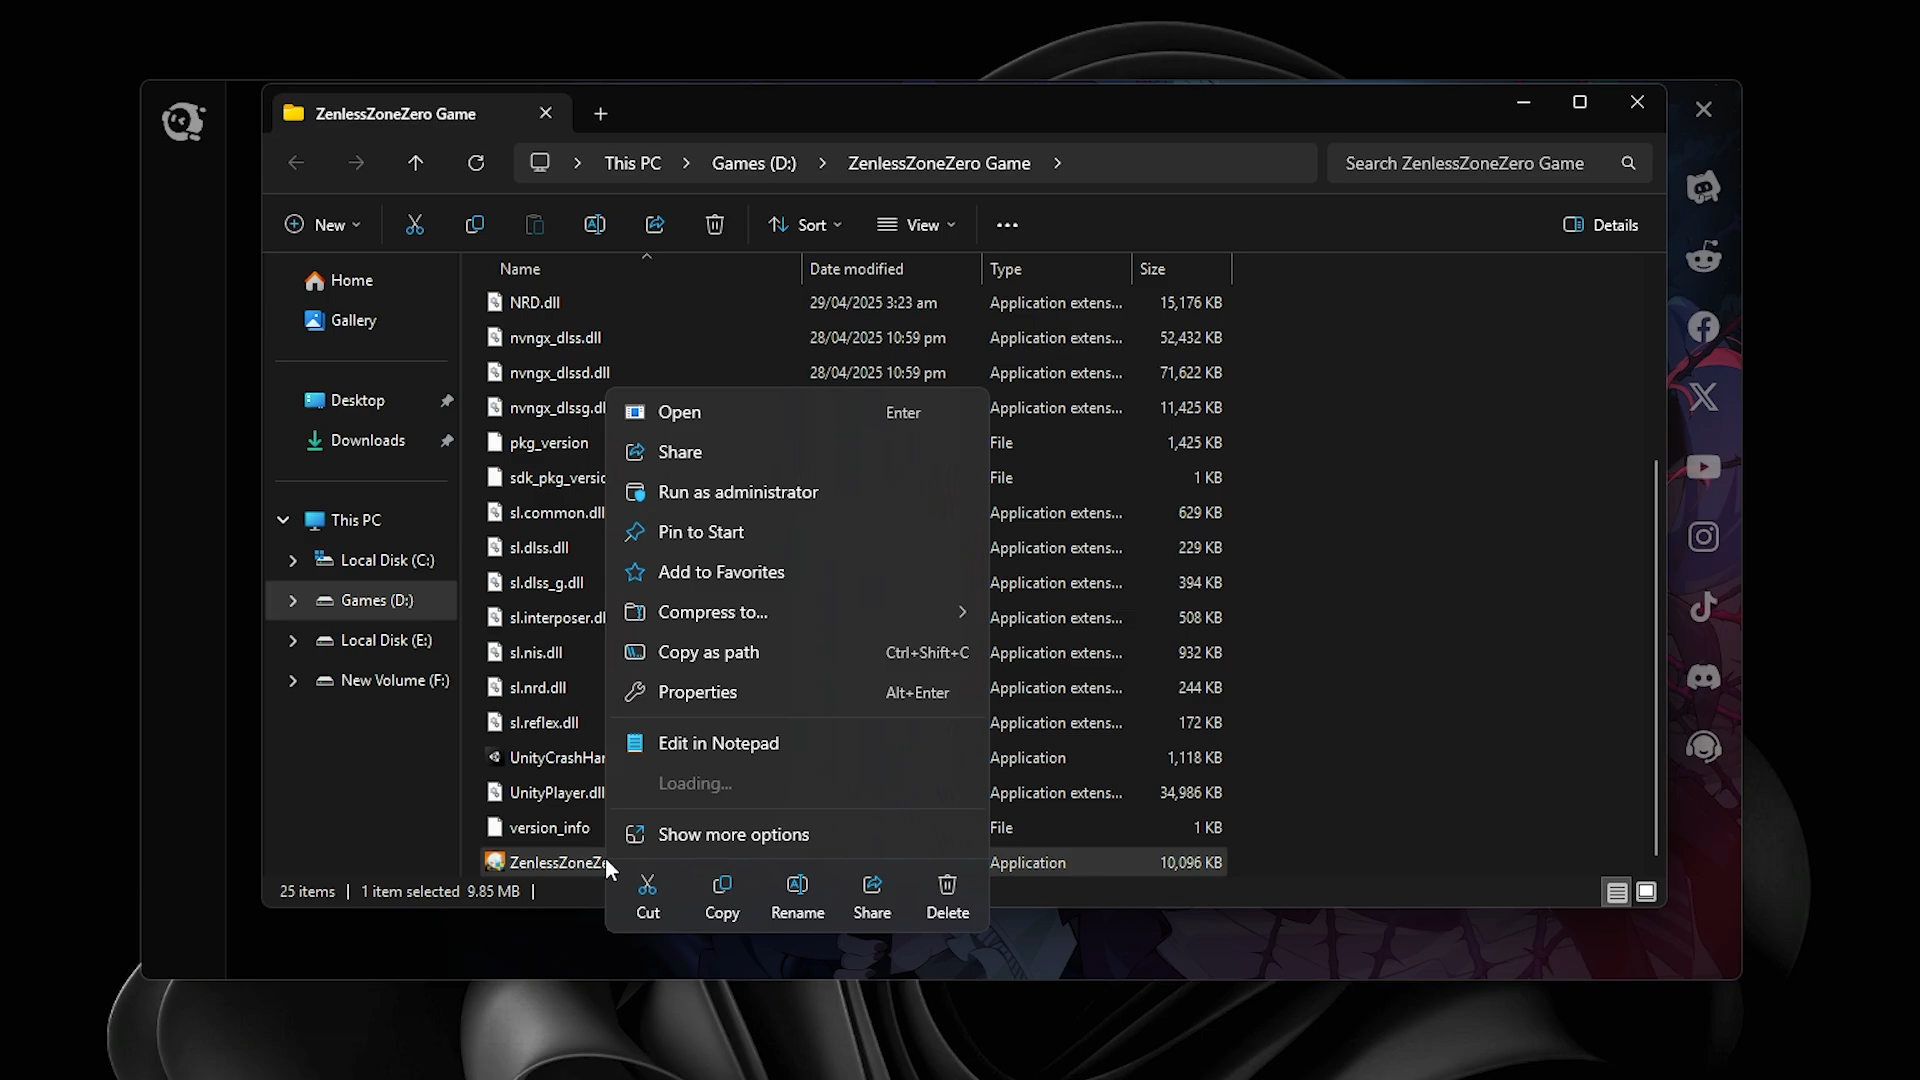 ZenlessZoneZero Game
This PC Games (D:) ZenlessZoneZero Game
Search ZenlessZoneZero Game
New Sort View Details
Home
Gallery
Desktop
Downloads
This PC
Local Disk (C:)
Games (D:)
Local Disk (E:)
New Volume (F:)
Name Date modified Type Size
NRD.dll 29/04/2025 3:23 am Application extens... 15,176 KB
nvngx_dlss.dll 28/04/2025 10:59 pm Application extens... 52,432 KB
nvngx_dlssd.dll 28/04/2025 10:59 pm Application extens... 71,622 KB
nvngx_dlssg.dl Application extens... 11,425 KB
pkg_version File 1,425 KB
sdk_pkg_versic File 1 KB
sl.common.dll Application extens... 629 KB
sl.dlss.dll Application extens... 229 KB
sl.dlss_g.dll Application extens... 394 KB
sl.interposer.dl Application extens... 508 KB
sl.nis.dll Application extens... 932 KB
sl.nrd.dll Application extens... 244 KB
sl.reflex.dll Application extens... 172 KB
UnityCrashHar Application 1,118 KB
UnityPlayer.dll Application extens... 34,986 KB
version_info File 1 KB
ZenlessZoneZe Application 10,096 KB
Open Enter
Share
Run as administrator
Pin to Start
Add to Favorites
Compress to...
Copy as path Ctrl+Shift+C
Properties Alt+Enter
Edit in Notepad
Loading...
Show more options
Cut Copy Rename Share Delete
25 items 1 item selected 9.85 MB